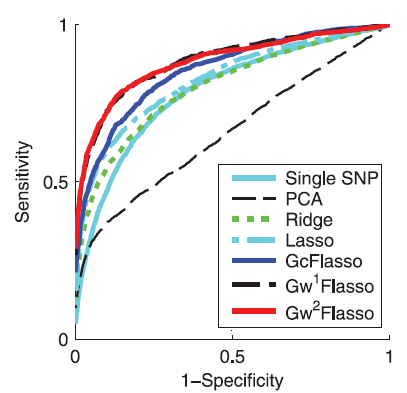 1
Sensitivity
0.5
0
Single SNP
PCA
Ridge
Lasso
GcFlasso
Gw¹Flasso
Gw²Flasso
0 0.5 1
1−Specificity